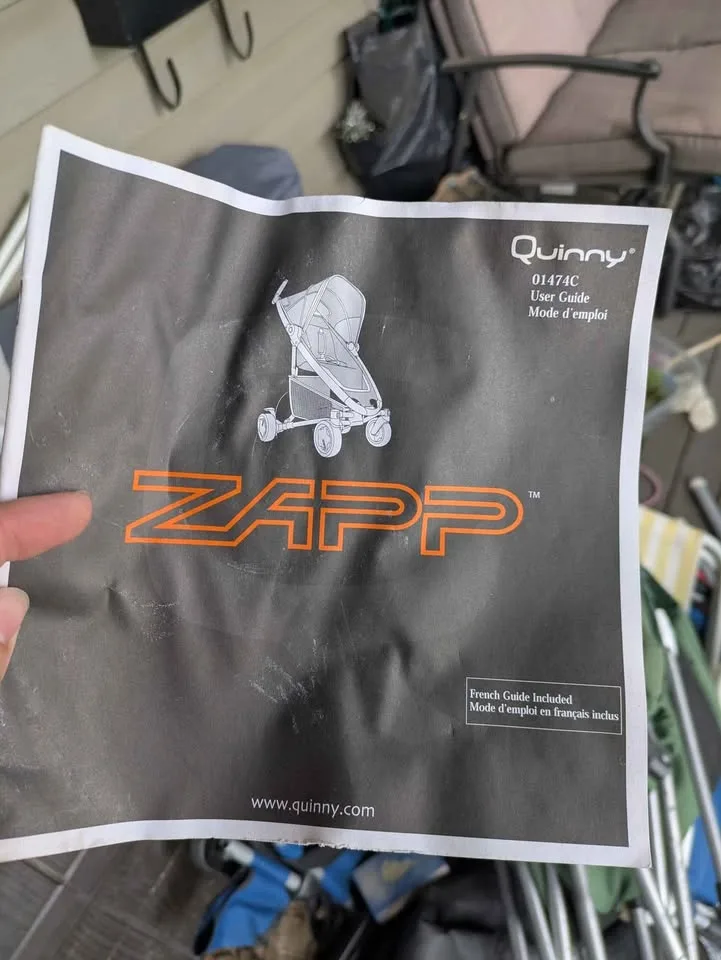 Quinny®
01474C
User Guide
Mode d'emploi
ZAPP™
French Guide Included
Mode d'emploi en français inclus
www.quinny.com